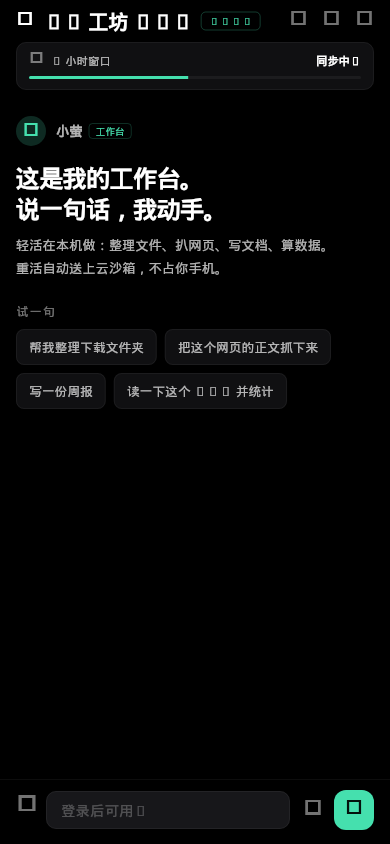 工坊
小时窗口 同步中
小萤 工作台
这是我的工作台。
说一句话，我动手。
轻活在本机做：整理文件、扒网页、写文档、算数据。
重活自动送上云沙箱，不占你手机。
试一句
帮我整理下载文件夹 把这个网页的正文抓下来
写一份周报 读一下这个 并统计
登录后可用